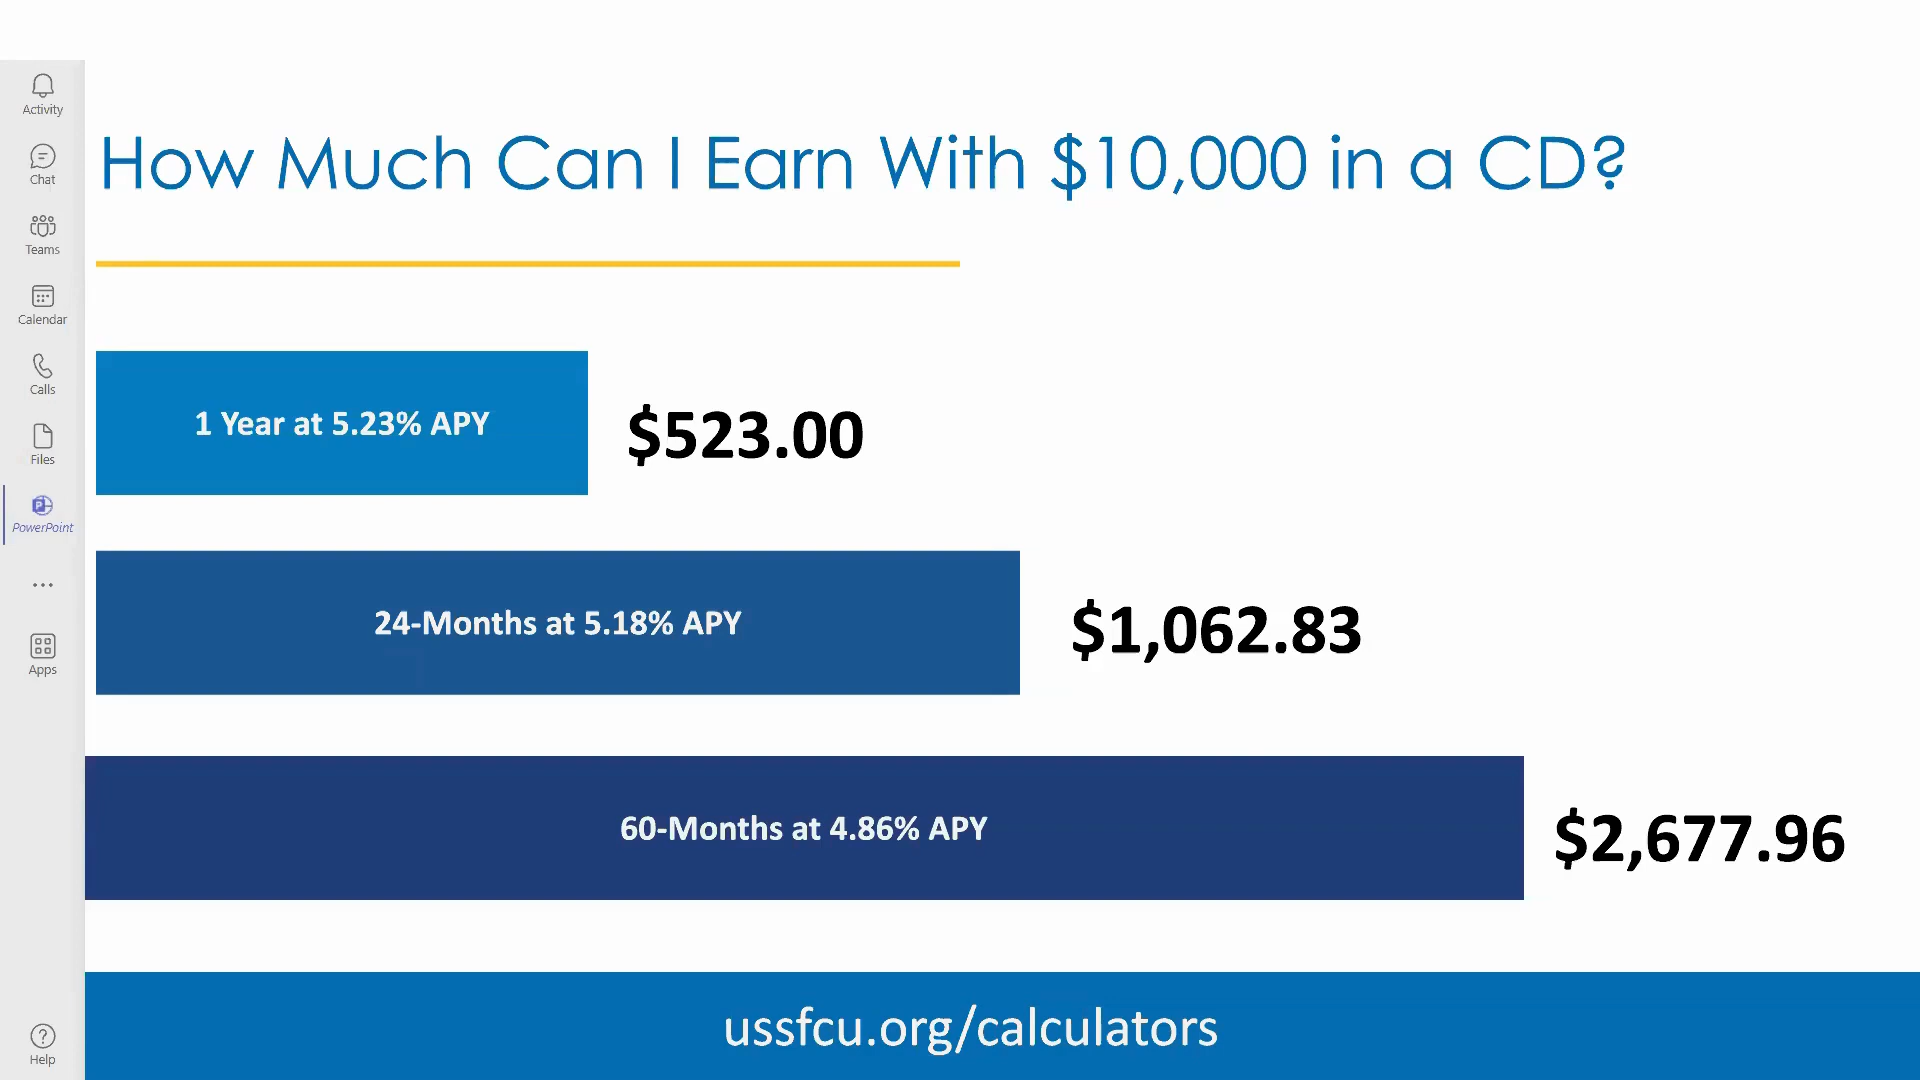 Activity
Chat
Teams
Calendar
Calls
Files
PowerPoint
Apps
Help
How Much Can I Earn With $10,000 in a CD?
1 Year at 5.23% APY
$523.00
24-Months at 5.18% APY
$1,062.83
60-Months at 4.86% APY
$2,677.96
ussfcu.org/calculators